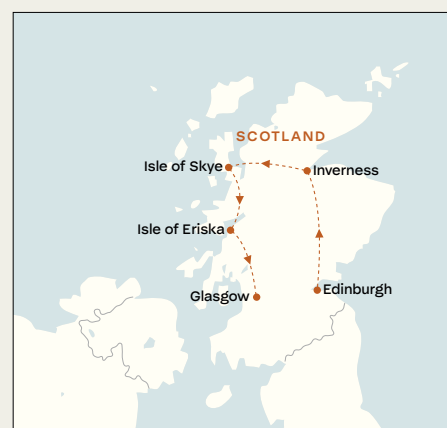 SCOTLAND
Isle of Skye
Inverness
Isle of Eriska
Glasgow
Edinburgh